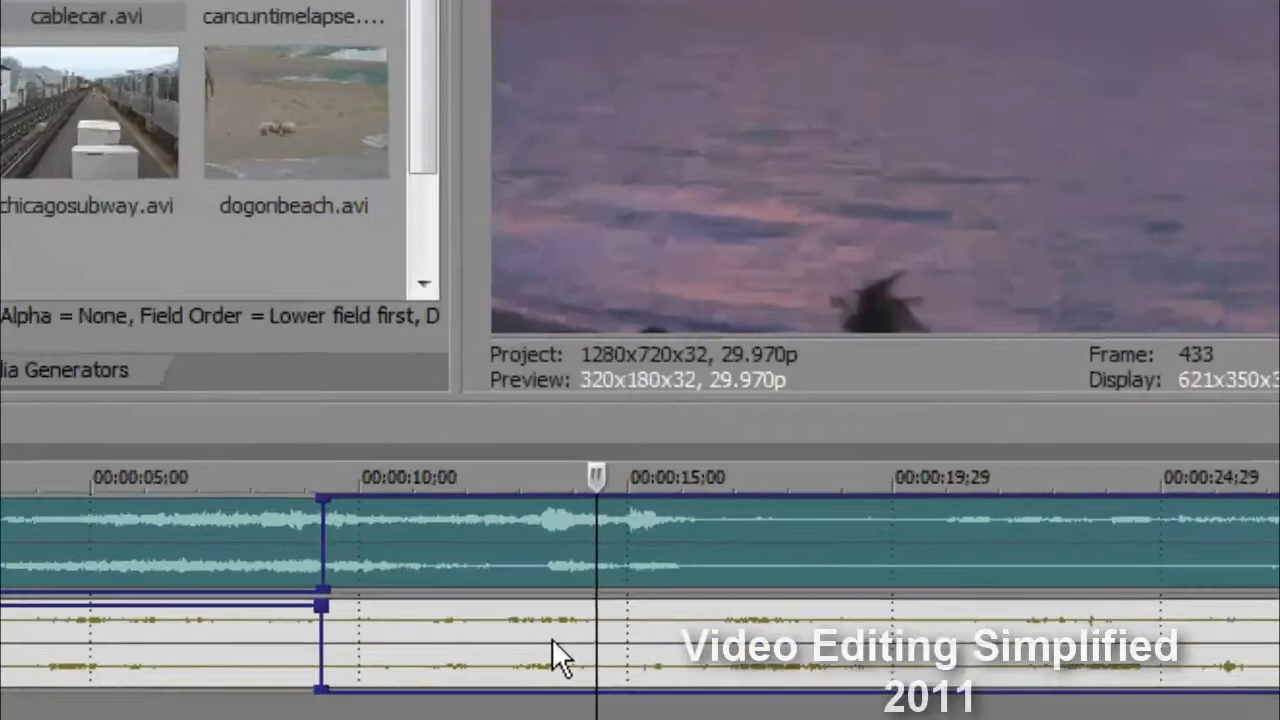 cablecar.avi
cancuntimelapse....
chicagosubway.avi
dogonbeach.avi
Alpha = None, Field Order = Lower field first, D
dia Generators
Project: 1280x720x32, 29.970p
Preview: 320x180x32, 29.970p
Frame: 433
Display: 621x350x3
00:00:05;00
00:00:10;00
00:00:15;00
00:00:19;29
00:00:24;29
Video Editing Simplified
2011